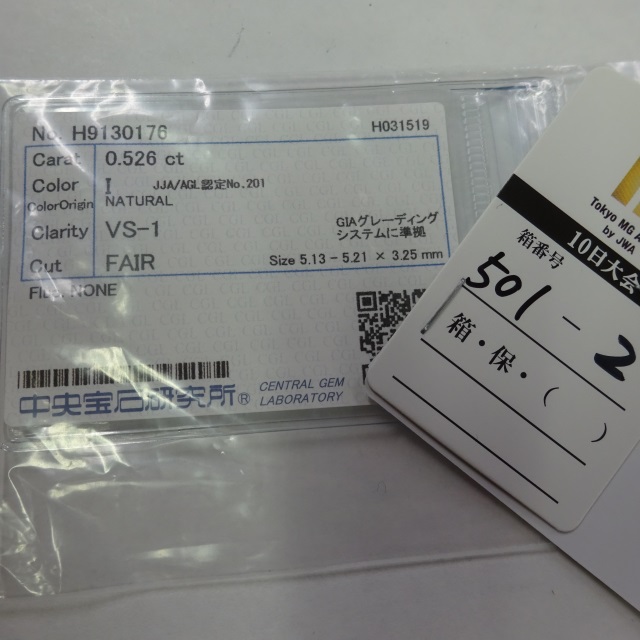 No. H9130176 H031519
Carat 0.526 ct
Color I JJA/AGL認定No.201
ColorOrigin NATURAL
Clarity VS-1 GIAグレーディング
システムに準拠
Cut FAIR Size 5.13 - 5.21 × 3.25 mm
FLU. NONE
中央宝石研究所® CENTRAL GEM
LABORATORY
by JWA
10日大会
箱番号
501-2
箱・保・( )